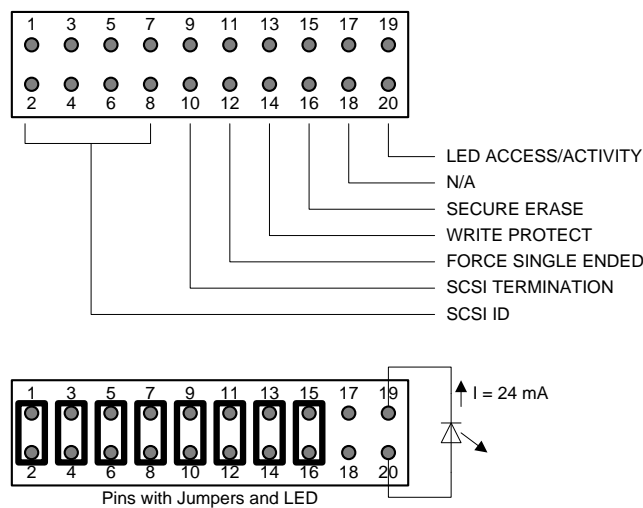 1 3 5 7 9 11 13 15 17 19
2 4 6 8 10 12 14 16 18 20
LED ACCESS/ACTIVITY
N/A
SECURE ERASE
WRITE PROTECT
FORCE SINGLE ENDED
SCSI TERMINATION
SCSI ID
1 3 5 7 9 11 13 15 17 19
I = 24 mA
2 4 6 8 10 12 14 16 18 20
Pins with Jumpers and LED